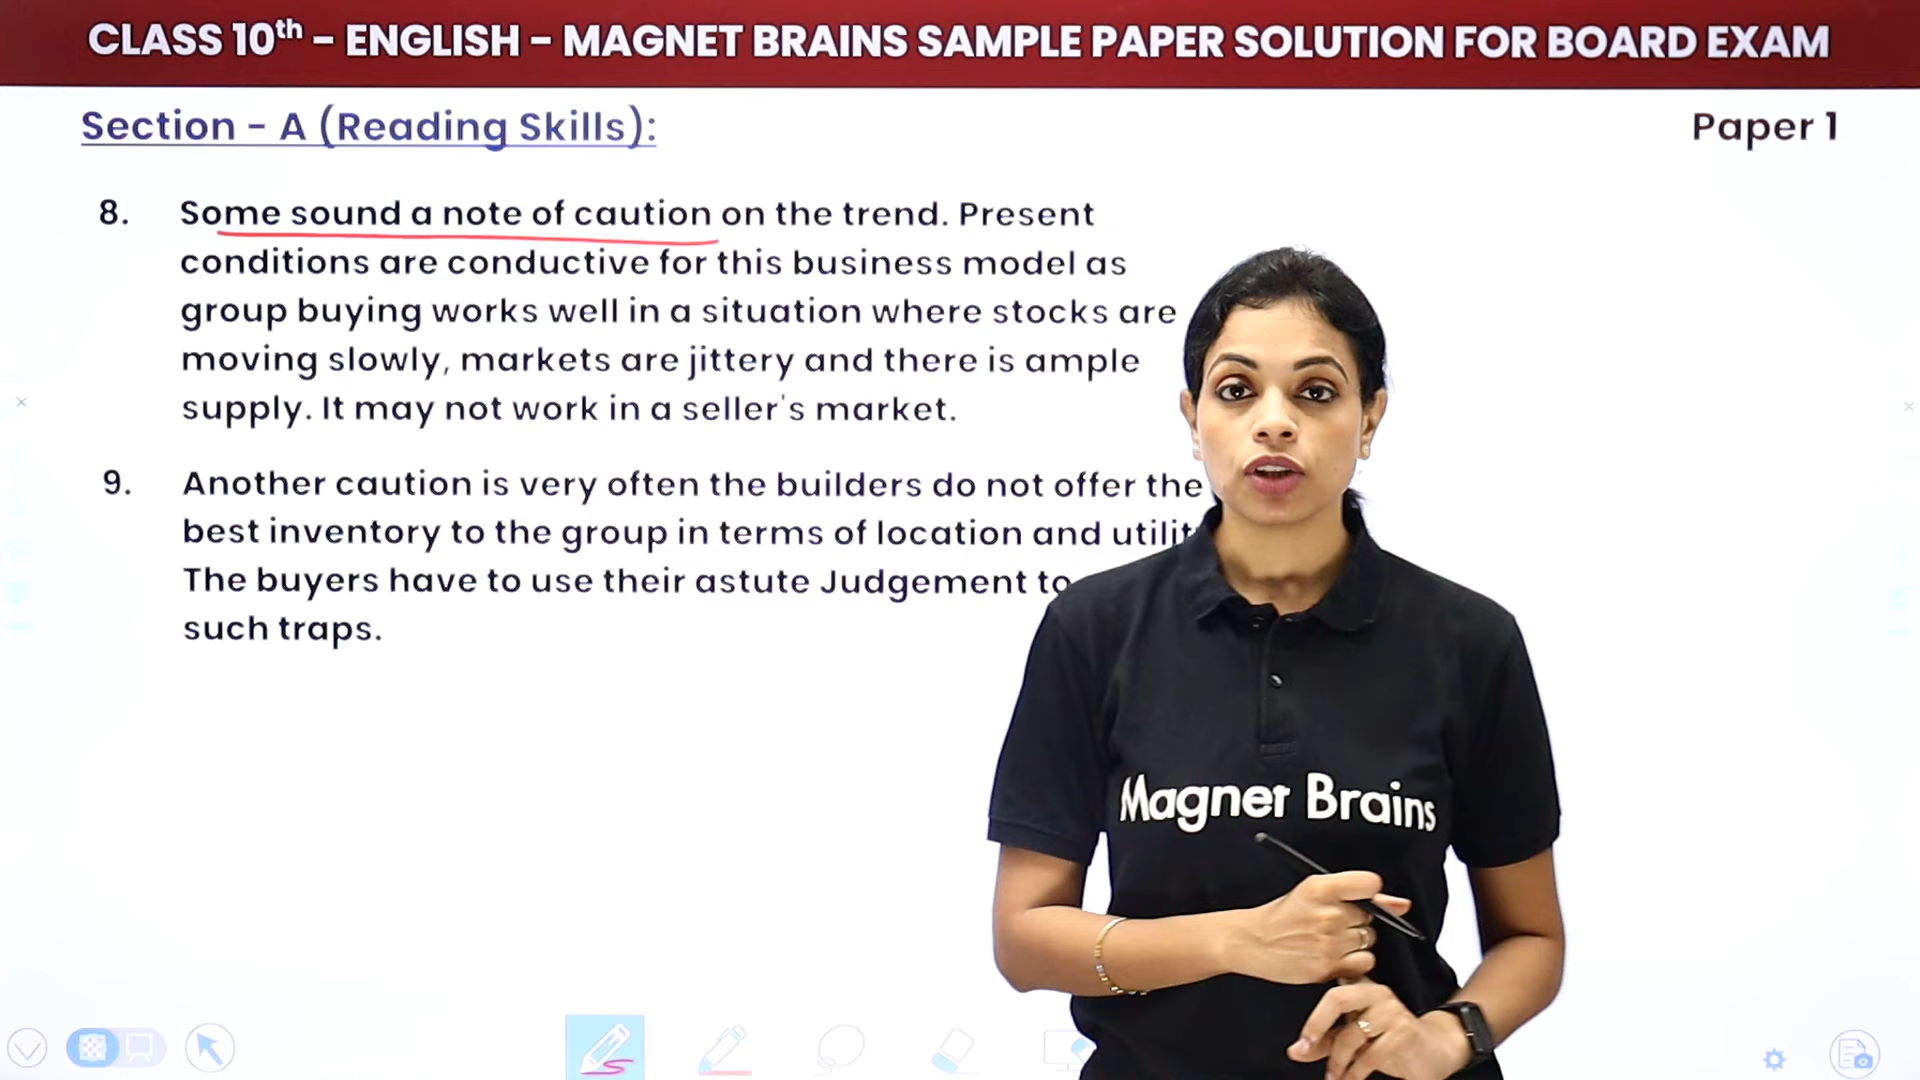 CLASS 10th - ENGLISH - MAGNET BRAINS SAMPLE PAPER SOLUTION FOR BOARD EXAM
Section - A (Reading Skills):
Paper 1
8. Some sound a note of caution on the trend. Present
conditions are conductive for this business model as
group buying works well in a situation where stocks are
moving slowly, markets are jittery and there is ample
supply. It may not work in a seller's market.
9. Another caution is very often the builders do not offer the
best inventory to the group in terms of location and
The buyers have to use their astute Judgement to
such traps.
Magnet Brains